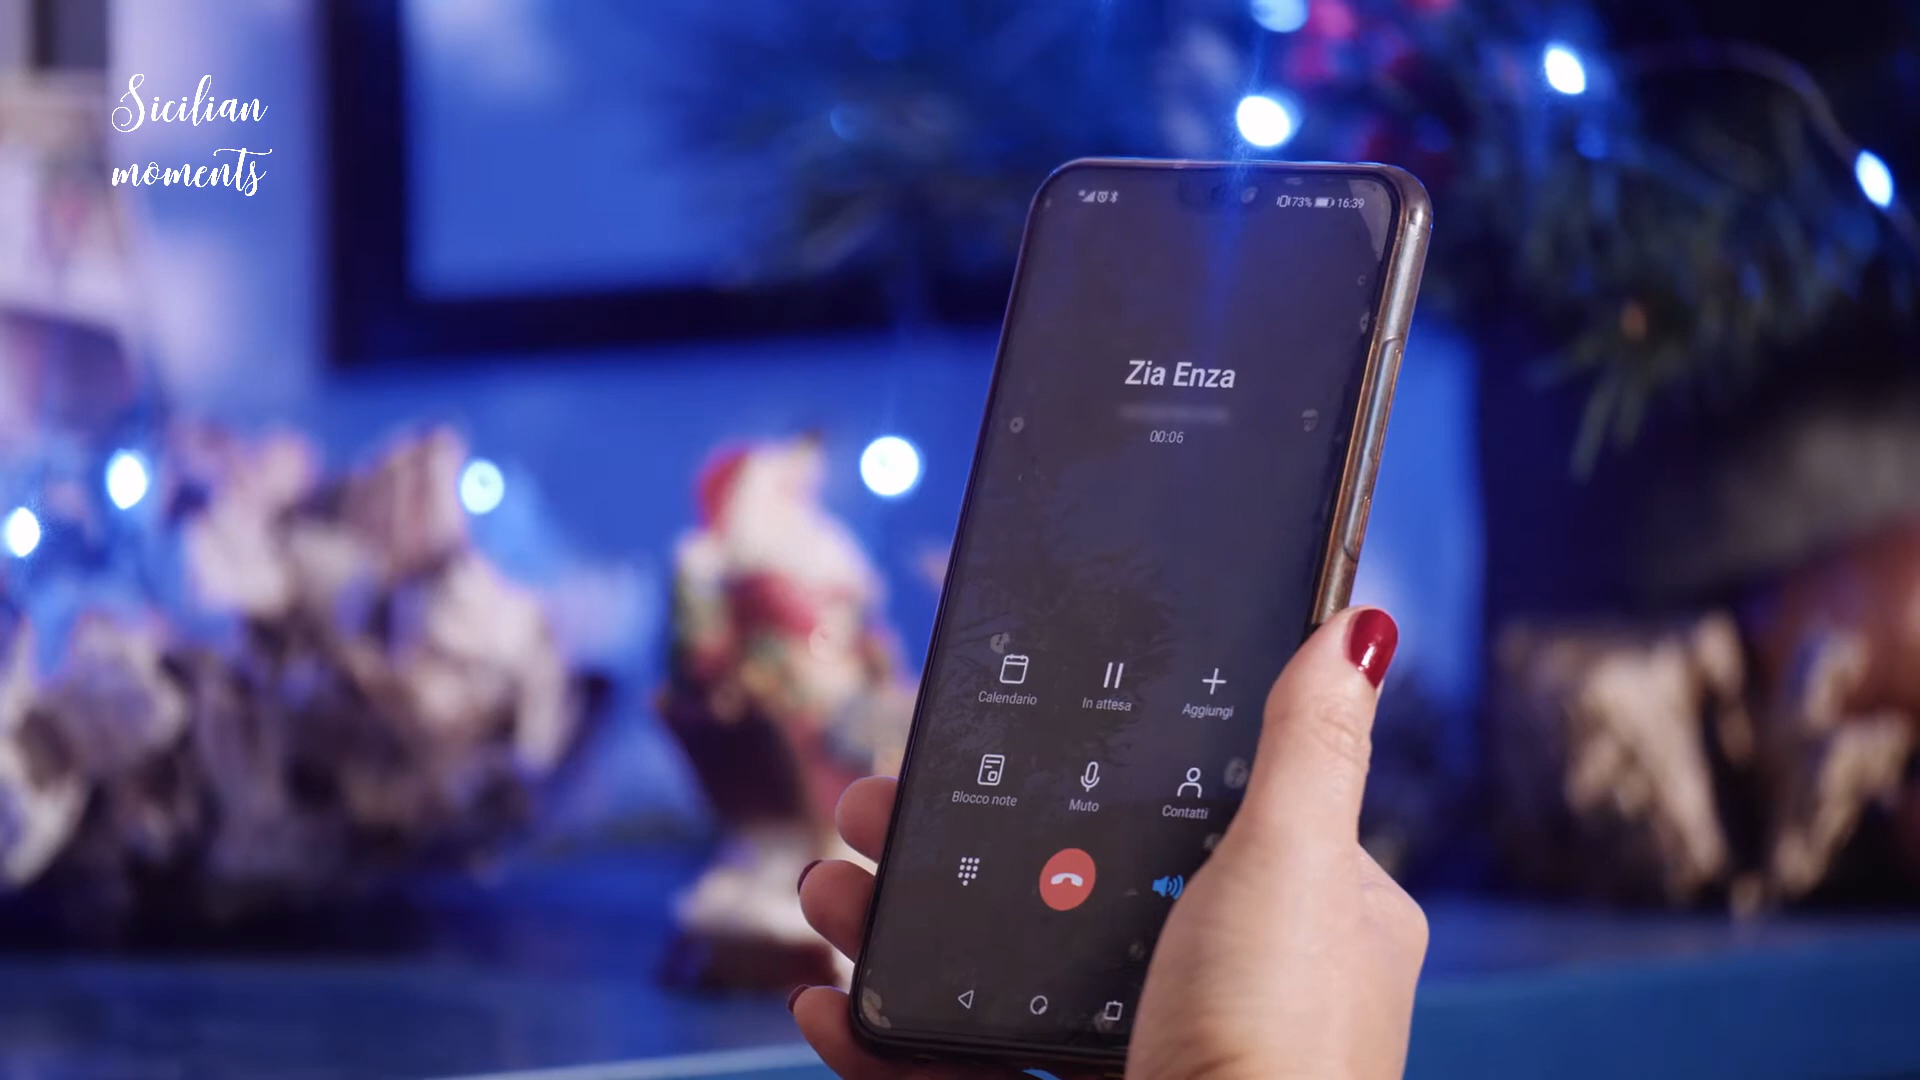 Sicilian
moments
73% 16:39
Zia Enza
00:06
Calendario
In attesa
Aggiungi
Blocco note
Muto
Contatti